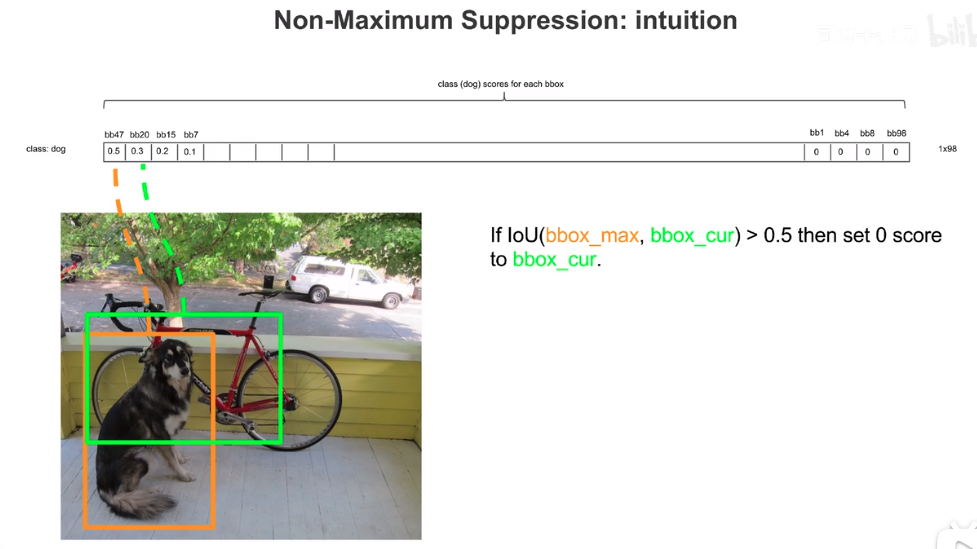 Non-Maximum Suppression: intuition
class (dog) scores for each bbox
bb47 bb20 bb15 bb7 bb1 bb4 bb8 bb98
class: dog 0.5 0.3 0.2 0.1 0 0 0 0 1x98
If IoU(bbox_max, bbox_cur) > 0.5 then set 0 score
to bbox_cur.